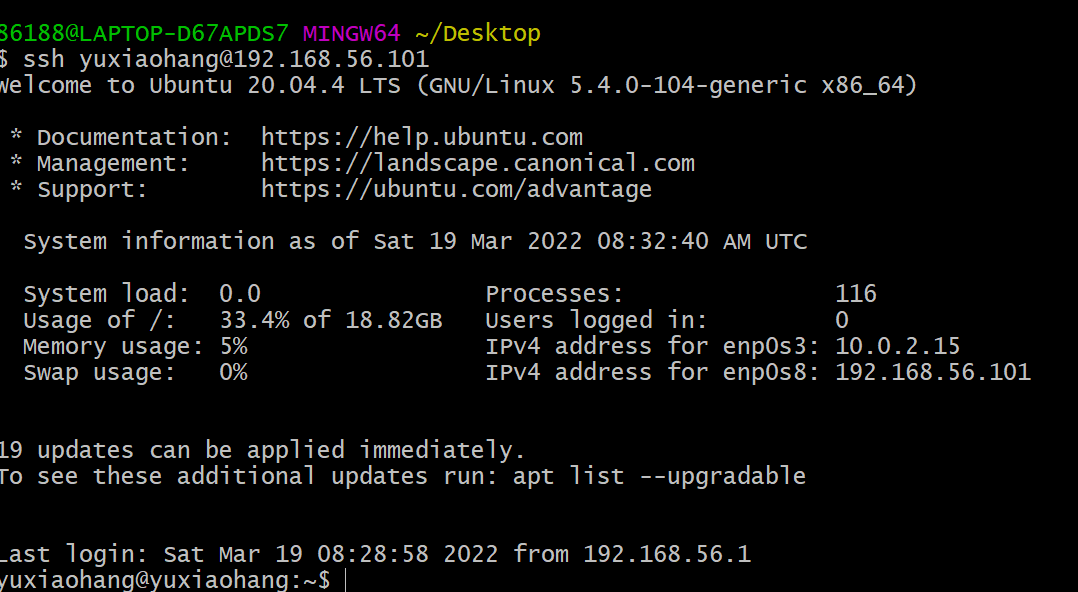 86188@LAPTOP-D67APDS7 MINGW64 ~/Desktop
$ ssh yuxiaohang@192.168.56.101
Welcome to Ubuntu 20.04.4 LTS (GNU/Linux 5.4.0-104-generic x86_64)
* Documentation:  https://help.ubuntu.com
* Management:     https://landscape.canonical.com
* Support:        https://ubuntu.com/advantage
System information as of Sat 19 Mar 2022 08:32:40 AM UTC
System load:  0.0                Processes:               116
Usage of /:   33.4% of 18.82GB   Users logged in:         0
Memory usage: 5%                 IPv4 address for enp0s3: 10.0.2.15
Swap usage:   0%                 IPv4 address for enp0s8: 192.168.56.101
19 updates can be applied immediately.
To see these additional updates run: apt list --upgradable
Last login: Sat Mar 19 08:28:58 2022 from 192.168.56.1
yuxiaohang@yuxiaohang:~$